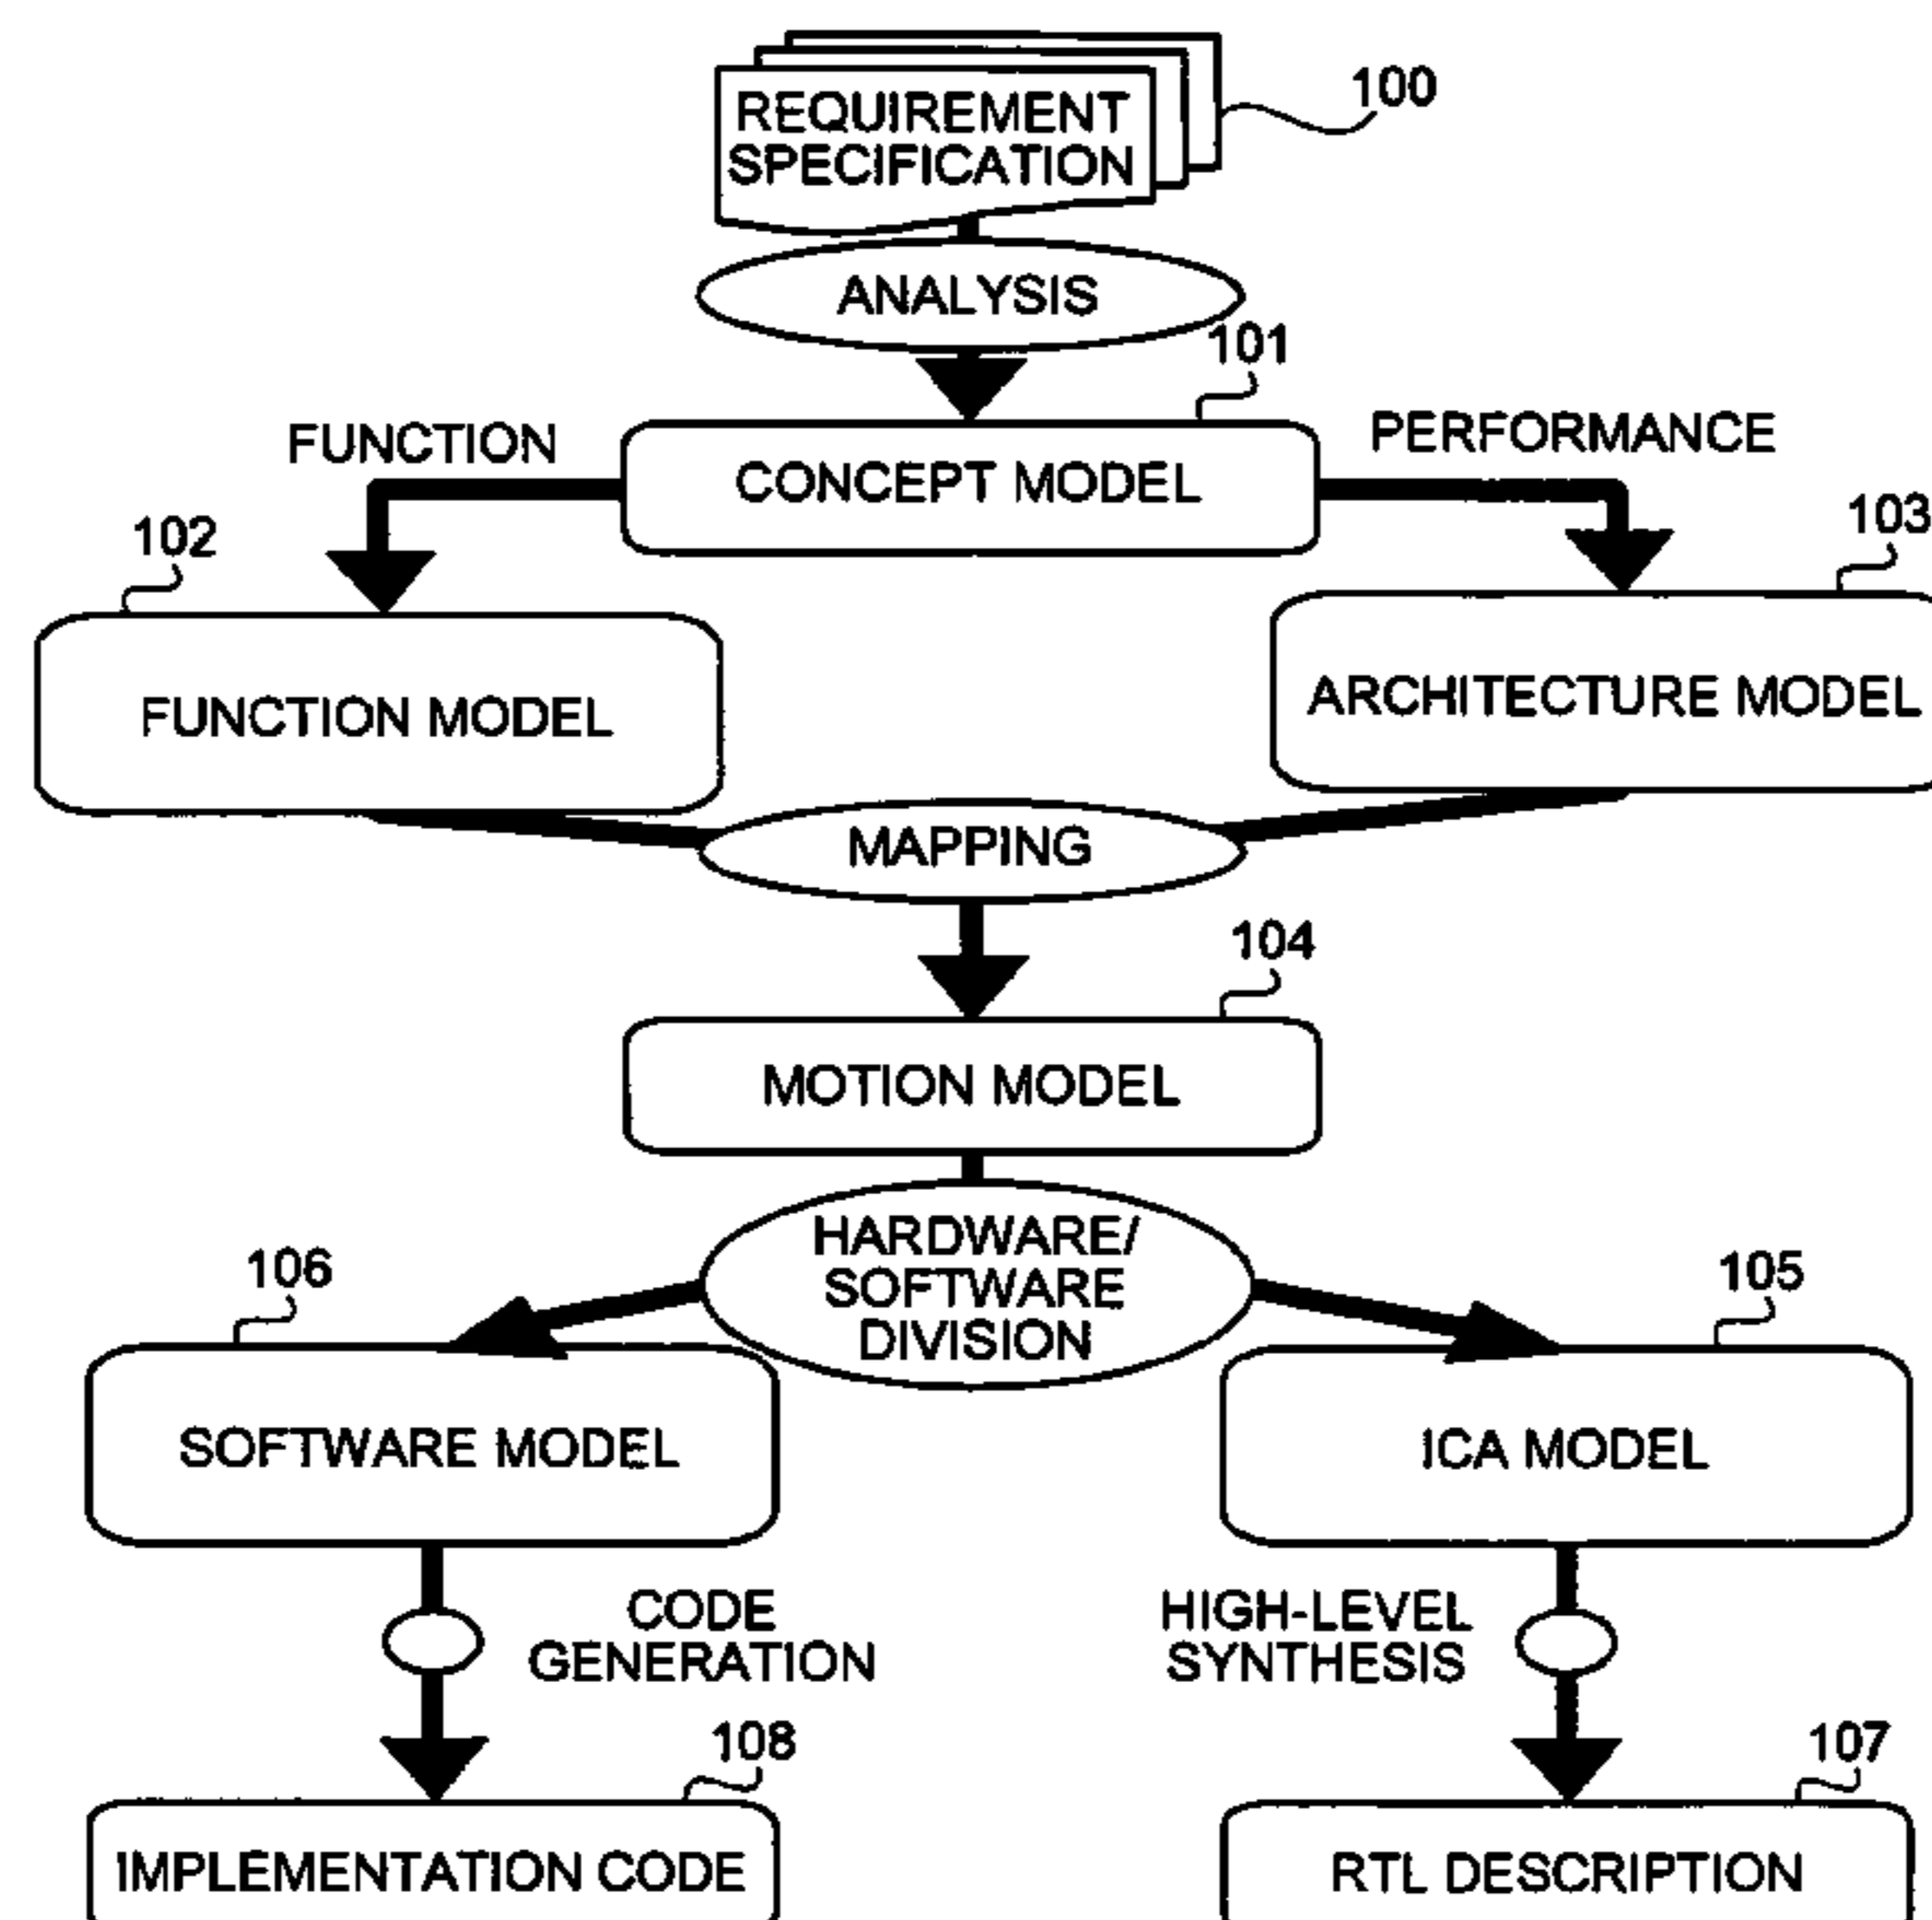 REQUIREMENT
SPECIFICATION
100
ANALYSIS
101
FUNCTION
CONCEPT MODEL
PERFORMANCE
102
103
FUNCTION MODEL
ARCHITECTURE MODEL
MAPPING
104
MOTION MODEL
HARDWARE/
SOFTWARE
DIVISION
106
105
SOFTWARE MODEL
ICA MODEL
CODE
GENERATION
HIGH-LEVEL
SYNTHESIS
108
107
IMPLEMENTATION CODE
RTL DESCRIPTION